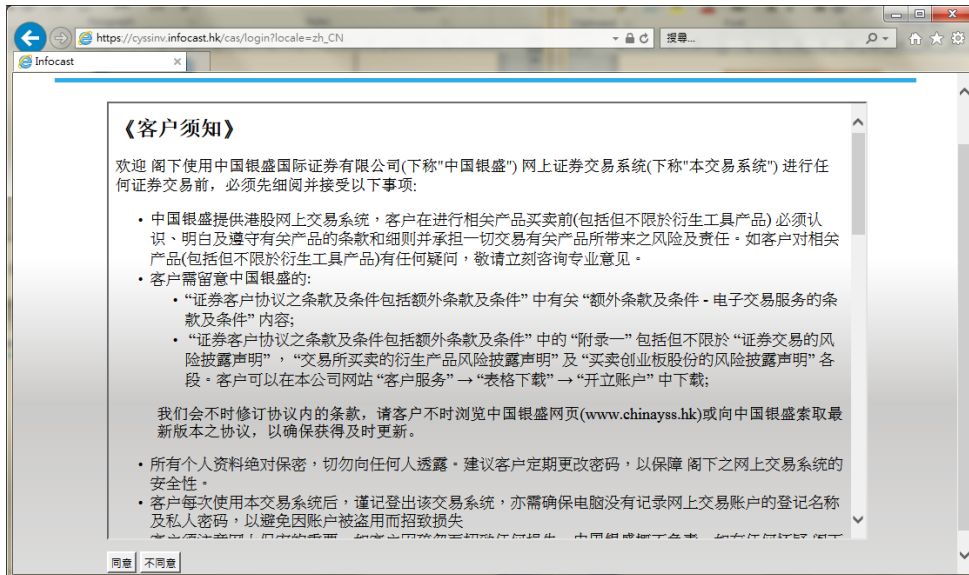 https://cyssinv.infocast.hk/cas/login?locale=zh_CN
搜尋...
Infocast
《客户须知》
欢迎 阁下使用中国银盛国际证券有限公司(下称"中国银盛") 网上证券交易系统(下称"本交易系统") 进行任
何证券交易前，必须先细阅并接受以下事项:
• 中国银盛提供港股网上交易系统，客户在进行相关产品买卖前(包括但不限於衍生工具产品) 必须认
识、明白及遵守有关产品的条款和细则并承担一切交易有关产品所带来之风险及责任。如客户对相关
产品(包括但不限於衍生工具产品)有任何疑问，敬请立刻咨询专业意见。
• 客户需留意中国银盛的:
• “证券客户协议之条款及条件包括额外条款及条件” 中有关 “额外条款及条件 - 电子交易服务的条
款及条件” 内容;
• “证券客户协议之条款及条件包括额外条款及条件” 中的 “附录一” 包括但不限於 “证券交易的风
险披露声明” ， “交易所买卖的衍生产品风险披露声明” 及 “买卖创业板股份的风险披露声明” 各
段。客户可以在本公司网站 “客户服务” → “表格下载” → “开立账户” 中下载;
我们会不时修订协议内的条款，请客户不时浏览中国银盛网页(www.chinayss.hk)或向中国银盛索取最
新版本之协议，以确保获得及时更新。
• 所有个人资料绝对保密，切勿向任何人透露。建议客户定期更改密码，以保障 阁下之网上交易系统的
安全性。
• 客户每次使用本交易系统后，谨记登出该交易系统，亦需确保电脑没有记录网上交易账户的登记名称
及私人密码，以避免因账户被盗用而招致损失
同意 不同意